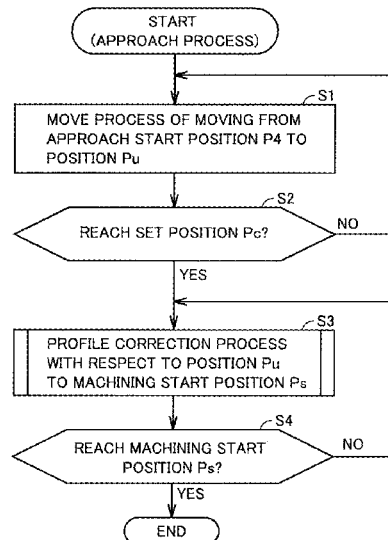 START
(APPROACH PROCESS)
S1
MOVE PROCESS OF MOVING FROM
APPROACH START POSITION P4 TO
POSITION Pu
S2
REACH SET POSITION Pc?
NO
YES
S3
PROFILE CORRECTION PROCESS
WITH RESPECT TO POSITION Pu
TO MACHINING START POSITION Ps
S4
REACH MACHINING START
POSITION Ps?
NO
YES
END